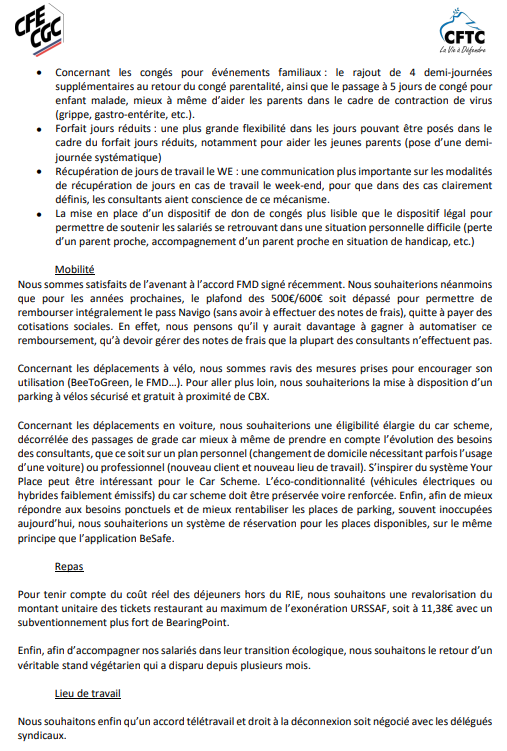 CFE
CGC
CFTC
La Vie à Défendre
• Concernant les congés pour événements familiaux : le rajout de 4 demi-journées
supplémentaires au retour du congé parentalité, ainsi que le passage à 5 jours de congé pour
enfant malade, mieux à même d'aider les parents dans le cadre de contraction de virus
(grippe, gastro-entérite, etc.).
• Forfait jours réduits : une plus grande flexibilité dans les jours pouvant être posés dans le
cadre du forfait jours réduits, notamment pour aider les jeunes parents (pose d'une demi-
journée systématique)
• Récupération de jours de travail le WE : une communication plus importante sur les modalités
de récupération de jours en cas de travail le week-end, pour que dans des cas clairement
définis, les consultants aient conscience de ce mécanisme.
• La mise en place d'un dispositif de don de congés plus lisible que le dispositif légal pour
permettre de soutenir les salariés se retrouvant dans une situation personnelle difficile (perte
d'un parent proche, accompagnement d'un parent proche en situation de handicap, etc.)
Mobilité
Nous sommes satisfaits de l'avenant à l'accord FMD signé récemment. Nous souhaiterions néanmoins
que pour les années prochaines, le plafond des 500€/600€ soit dépassé pour permettre de
rembourser intégralement le pass Navigo (sans avoir à effectuer des notes de frais), quitte à payer des
cotisations sociales. En effet, nous pensons qu'il y aurait davantage à gagner à automatiser ce
remboursement, qu'à devoir gérer des notes de frais que la plupart des consultants n'effectuent pas.
Concernant les déplacements à vélo, nous sommes ravis des mesures prises pour encourager son
utilisation (BeeToGreen, le FMD…). Pour aller plus loin, nous souhaiterions la mise à disposition d'un
parking à vélos sécurisé et gratuit à proximité de CBX.
Concernant les déplacements en voiture, nous souhaiterions une éligibilité élargie du car scheme,
décorrélée des passages de grade car mieux à même de prendre en compte l'évolution des besoins
des consultants, que ce soit sur un plan personnel (changement de domicile nécessitant parfois l'usage
d'une voiture) ou professionnel (nouveau client et nouveau lieu de travail). S'inspirer du système Your
Place peut être intéressant pour le Car Scheme. L'éco-conditionnalité (véhicules électriques ou
hybrides faiblement émissifs) du car scheme doit être préservée voire renforcée. Enfin, afin de mieux
répondre aux besoins ponctuels et de mieux rentabiliser les places de parking, souvent inoccupées
aujourd'hui, nous souhaiterions un système de réservation pour les places disponibles, sur le même
principe que l'application BeSafe.
Repas
Pour tenir compte du coût réel des déjeuners hors du RIE, nous souhaitons une revalorisation du
montant unitaire des tickets restaurant au maximum de l'exonération URSSAF, soit à 11,38€ avec un
subventionnement plus fort de BearingPoint.
Enfin, afin d'accompagner nos salariés dans leur transition écologique, nous souhaitons le retour d'un
véritable stand végétarien qui a disparu depuis plusieurs mois.
Lieu de travail
Nous souhaitons enfin qu'un accord télétravail et droit à la déconnexion soit négocié avec les délégués
syndicaux.